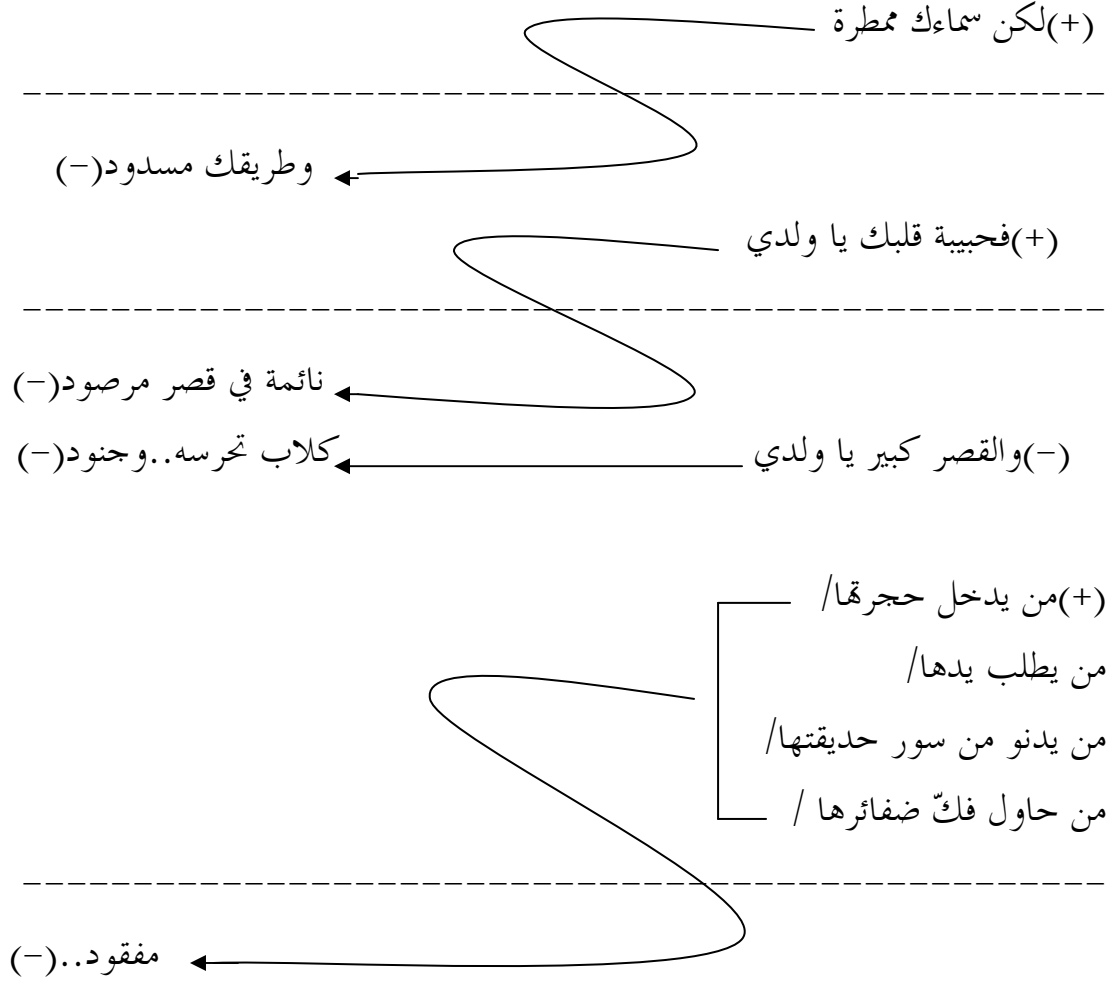 (+)لكن سماءك ممطرة
وطريقك مسدود(-)
(+)فحبيبة قلبك يا ولدي
نائمة في قصر مرصود(-)
(-)والقصر كبير يا ولدي كلاب تحرسه..وجنود(-)
(+)من يدخل حجرتها/
من يطلب يدها/
من يدنو من سور حديقتها/
من حاول فكّ ضفائرها /
مفقود..(-)